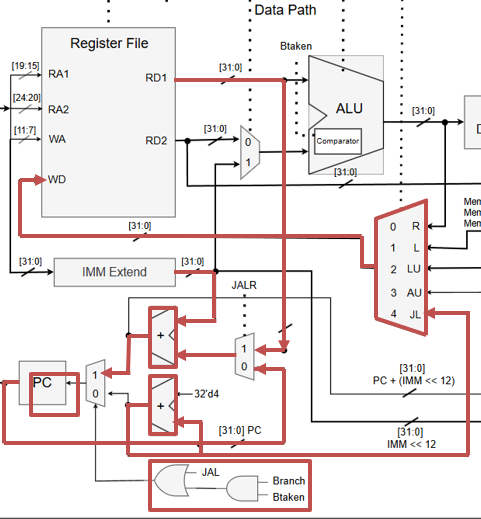 Data Path
Register File
[19:15]
RA1
RD1
[31:0]
Btaken
ALU
[24:20]
RA2
[11:7]
WA
RD2
[31:0]
0
1
Comparator
[31:0]
[31:0]
WD
[31:0]
0 R
1 L
2 LU
3 AU
4 JL
Mem
Mem
Mem
[31:0]
IMM Extend
[31:0]
JALR
+
1
0
[31:0]
PC + (IMM << 12)
PC
1
0
+
32'd4
[31:0] PC
[31:0]
IMM << 12
JAL
Branch
Btaken